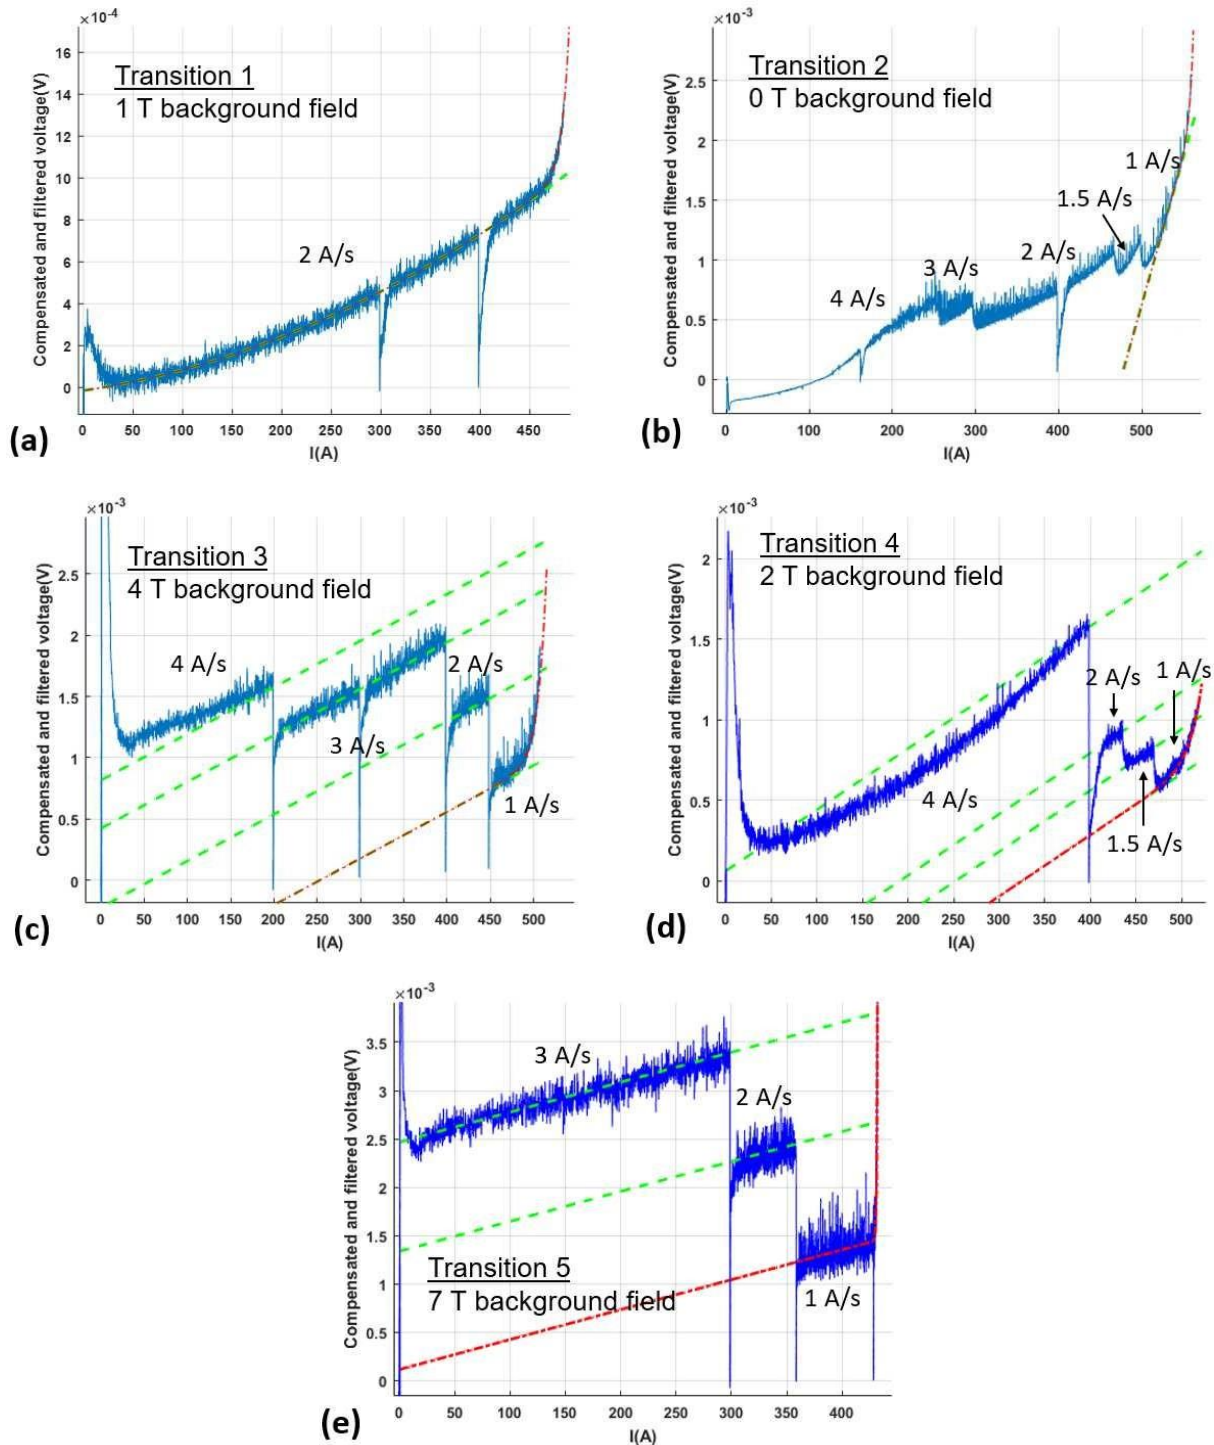 ×10-4
Compensated and filtered voltage(V)
16
14
12
10
8
6
4
2
0
Transition 1
1 T background field
2 A/s
0 50 100 150 200 250 300 350 400 450
I(A)
(a)
×10-3
Compensated and filtered voltage(V)
2.5
2
1.5
1
0.5
0
Transition 2
0 T background field
1 A/s
1.5 A/s
2 A/s
3 A/s
4 A/s
0 100 200 300 400 500
I(A)
(b)
×10-3
Compensated and filtered voltage(V)
2.5
2
1.5
1
0.5
0
Transition 3
4 T background field
4 A/s
2 A/s
3 A/s
1 A/s
0 50 100 150 200 250 300 350 400 450 500
I(A)
(c)
×10-3
Compensated and filtered voltage(V)
2
1.5
1
0.5
0
Transition 4
2 T background field
2 A/s
1 A/s
4 A/s
1.5 A/s
0 50 100 150 200 250 300 350 400 450 500
I(A)
(d)
×10-3
Compensated and filtered voltage(V)
3.5
3
2.5
2
1.5
1
0.5
0
3 A/s
2 A/s
Transition 5
7 T background field
1 A/s
0 50 100 150 200 250 300 350 400
I(A)
(e)